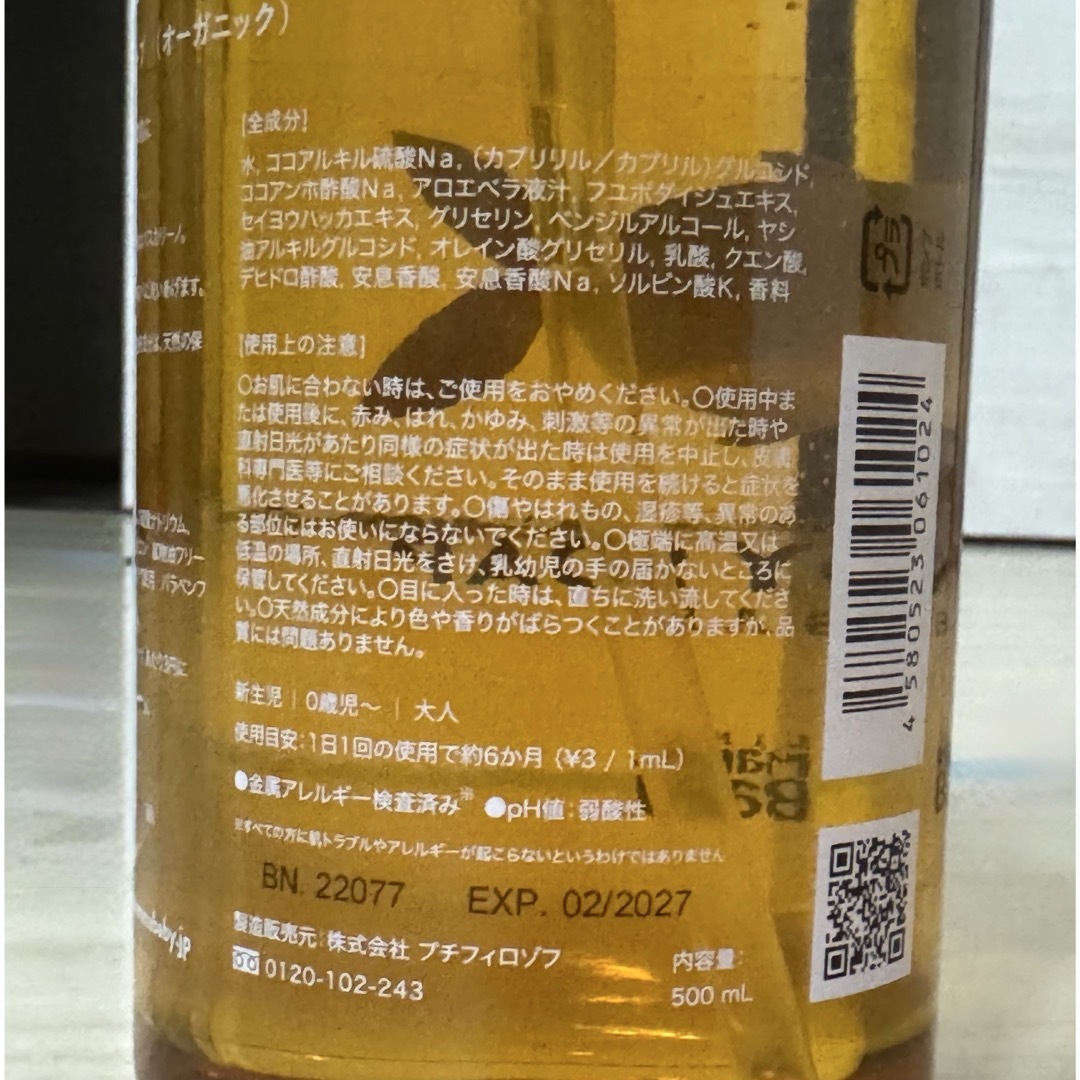 (オーガニック)
[全成分]
水, ココアルキル硫酸Na, (カプリリル/カプリル)グルコシド,
ココアンホ酢酸Na, アロエベラ液汁, フユボダイジュエキス,
セイヨウハッカエキス, グリセリン, ベンジルアルコール, ヤシ
油アルキルグルコシド, オレイン酸グリセリル, 乳酸, クエン酸,
デヒドロ酢酸, 安息香酸, 安息香酸Na, ソルビン酸K, 香料
[使用上の注意]
〇お肌に合わない時は、ご使用をおやめください。〇使用中ま
たは使用後に、赤み、はれ、かゆみ、刺激等の異常が出た時や
直射日光があたり同様の症状が出た時は使用を中止し、皮膚
科専門医等にご相談ください。そのまま使用を続けると症状を
悪化させることがあります。〇傷やはれもの、湿疹等、異常のあ
る部位にはお使いにならないでください。〇極端に高温又は
低温の場所、直射日光をさけ、乳幼児の手の届かないところに
保管してください。〇目に入った時は、直ちに洗い流してくださ
い。〇天然成分により色や香りがばらつくことがありますが、品
質には問題ありません。
新生児 | 0歳児〜 | 大人
使用目安:1日1回の使用で約6か月 (¥3 / 1mL)
●金属アレルギー検査済み※ ●pH値:弱酸性
※すべての方に肌トラブルやアレルギーが起こらないというわけではありません
BN. 22077 EXP. 02/2027
製造販売元:株式会社 プチフィロゾフ
0120-102-243
内容量:
500 mL
4580523061024
プラ